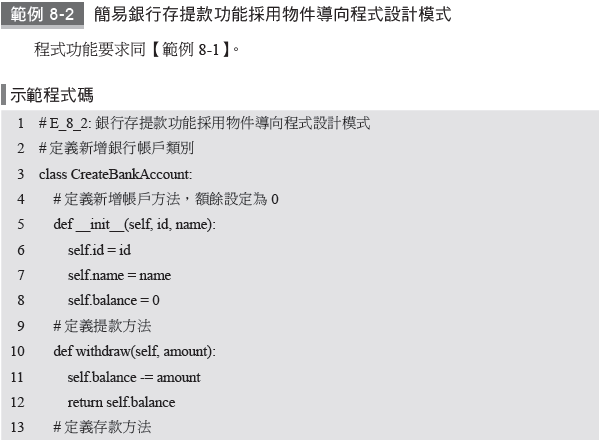 範例 8-2 簡易銀行存提款功能採用物件導向程式設計模式
程式功能要求同【範例 8-1】。
示範程式碼
1 # E_8_2: 銀行存提款功能採用物件導向程式設計模式
2 # 定義新增銀行帳戶類別
3 class CreateBankAccount:
4 # 定義新增帳戶方法，額餘設定為 0
5 def __init__(self, id, name):
6 self.id = id
7 self.name = name
8 self.balance = 0
9 # 定義提款方法
10 def withdraw(self, amount):
11 self.balance -= amount
12 return self.balance
13 # 定義存款方法